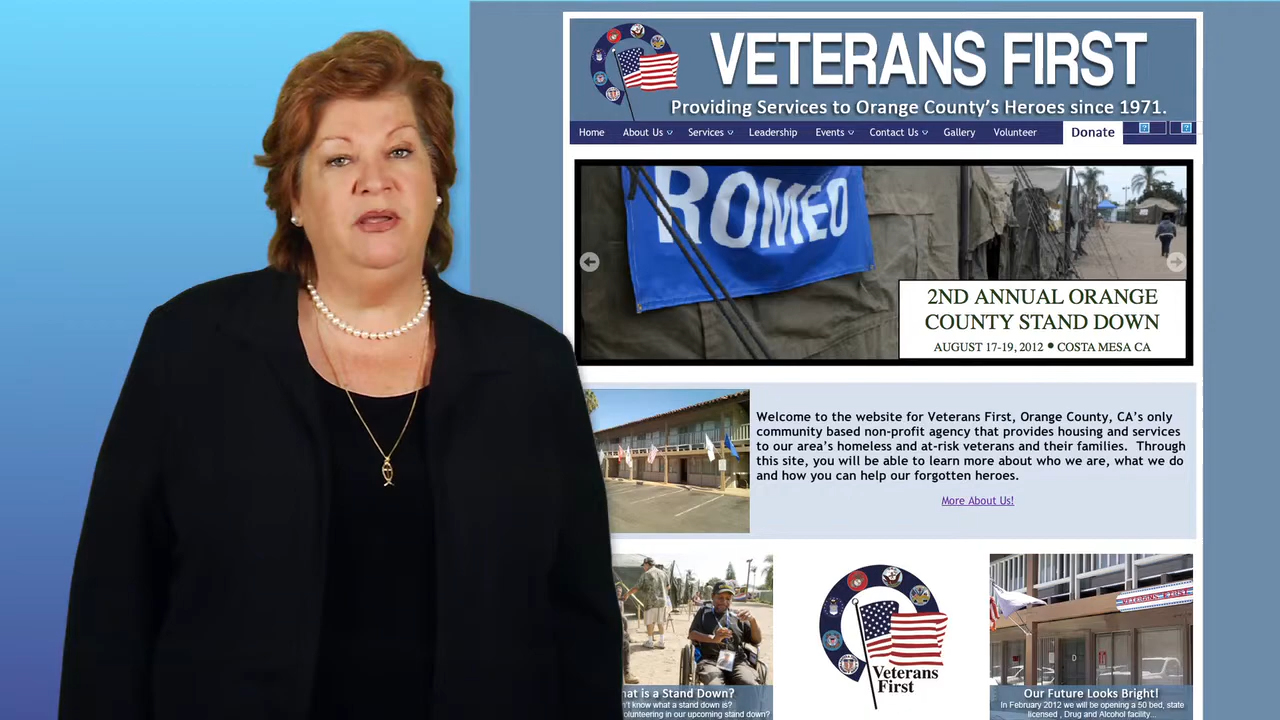 VETERANS FIRST
Providing Services to Orange County's Heroes since 1971.
Home About Us Services Leadership Events Contact Us Gallery Volunteer Donate
ROMEO
2ND ANNUAL ORANGE
COUNTY STAND DOWN
AUGUST 17-19, 2012 • COSTA MESA CA
Welcome to the website for Veterans First, Orange County, CA's only
community based non-profit agency that provides housing and services
to our area's homeless and at-risk veterans and their families. Through
this site, you will be able to learn more about who we are, what we do
and how you can help our forgotten heroes.
More About Us!
Veterans
First
VETERANS FIRST
is a Stand Down?
know what a stand down is?
in our upcoming stand down?
Our Future Looks Bright!
In February 2012 we will be opening a 50 bed, state
licensed , Drug and Alcohol facility...